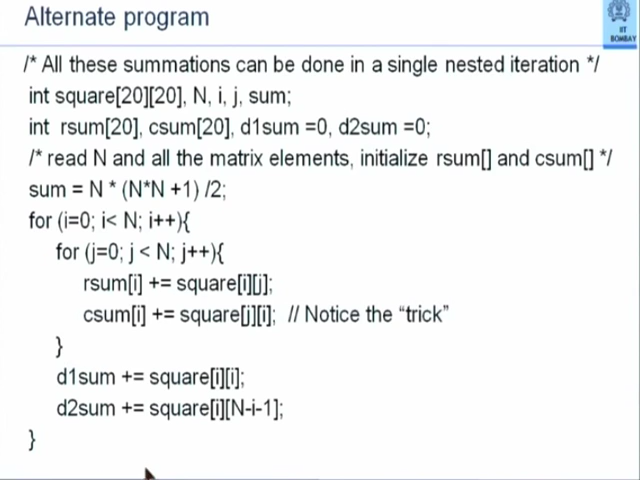 Alternate program
IIT
BOMBAY
/* All these summations can be done in a single nested iteration */
int square[20][20], N, i, j, sum;
int rsum[20], csum[20], d1sum =0, d2sum =0;
/* read N and all the matrix elements, initialize rsum[] and csum[] */
sum = N * (N*N +1) /2;
for (i=0; i< N; i++){
for (j=0; j < N; j++){
rsum[i] += square[i][j];
csum[i] += square[j][i]; // Notice the “trick”
}
d1sum += square[i][i];
d2sum += square[i][N-i-1];
}